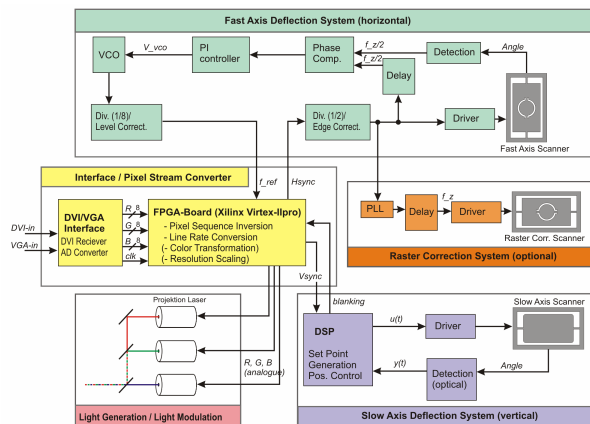 Fast Axis Deflection System (horizontal)
VCO
V_vco
PI
controller
Phase
Comp.
f_z/2
f_z/2
Detection
Angle
Delay
Div. (1/8)/
Level Correct.
Div. (1/2)/
Edge Correct.
Driver
Fast Axis Scanner
f_ref
Hsync
Interface / Pixel Stream Converter
DVI-in
VGA-in
DVI/VGA
Interface
DVI Reciever
AD Converter
R
8
G
8
B
8
clk
FPGA-Board (Xilinx Virtex-IIpro)
- Pixel Sequence Inversion
- Line Rate Conversion
(- Color Transformation)
(- Resolution Scaling)
PLL
Delay
f_z
Driver
Raster Corr. Scanner
Raster Correction System (optional)
Vsync
blanking
Projektion Laser
R, G, B
(analogue)
Light Generation / Light Modulation
DSP
Set Point
Generation
Pos. Control
u(t)
Driver
Slow Axis Scanner
y(t)
Detection
(optical)
Angle
Slow Axis Deflection System (vertical)